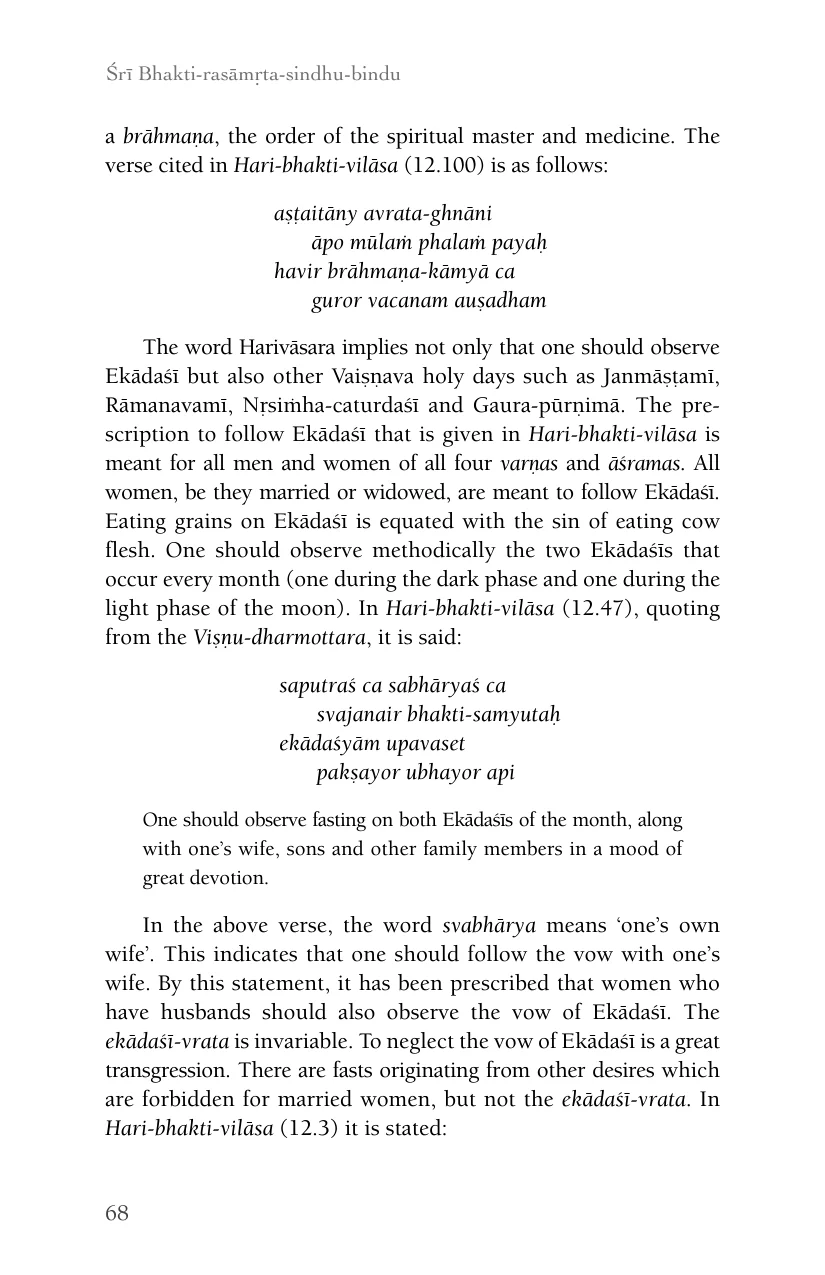 Śrī Bhakti-rasāmṛta-sindhu-bindu
a brāhmaṇa, the order of the spiritual master and medicine. The
verse cited in Hari-bhakti-vilāsa (12.100) is as follows:
aṣṭaitāny avrata-ghnāni
āpo mūlaṁ phalaṁ payaḥ
havir brāhmaṇa-kāmyā ca
guror vacanam auṣadham
The word Harivāsara implies not only that one should observe
Ekādaśī but also other Vaiṣṇava holy days such as Janmāṣṭamī,
Rāmanavamī, Nṛsiṁha-caturdaśī and Gaura-pūrṇimā. The pre-
scription to follow Ekādaśī that is given in Hari-bhakti-vilāsa is
meant for all men and women of all four varṇas and āśramas. All
women, be they married or widowed, are meant to follow Ekādaśī.
Eating grains on Ekādaśī is equated with the sin of eating cow
flesh. One should observe methodically the two Ekādaśīs that
occur every month (one during the dark phase and one during the
light phase of the moon). In Hari-bhakti-vilāsa (12.47), quoting
from the Viṣṇu-dharmottara, it is said:
saputraś ca sabhāryaś ca
svajanair bhakti-samyutaḥ
ekādaśyām upavaset
pakṣayor ubhayor api
One should observe fasting on both Ekādaśīs of the month, along
with one’s wife, sons and other family members in a mood of
great devotion.
In the above verse, the word svabhārya means ‘one’s own
wife’. This indicates that one should follow the vow with one’s
wife. By this statement, it has been prescribed that women who
have husbands should also observe the vow of Ekādaśī. The
ekādaśī-vrata is invariable. To neglect the vow of Ekādaśī is a great
transgression. There are fasts originating from other desires which
are forbidden for married women, but not the ekādaśī-vrata. In
Hari-bhakti-vilāsa (12.3) it is stated:
68